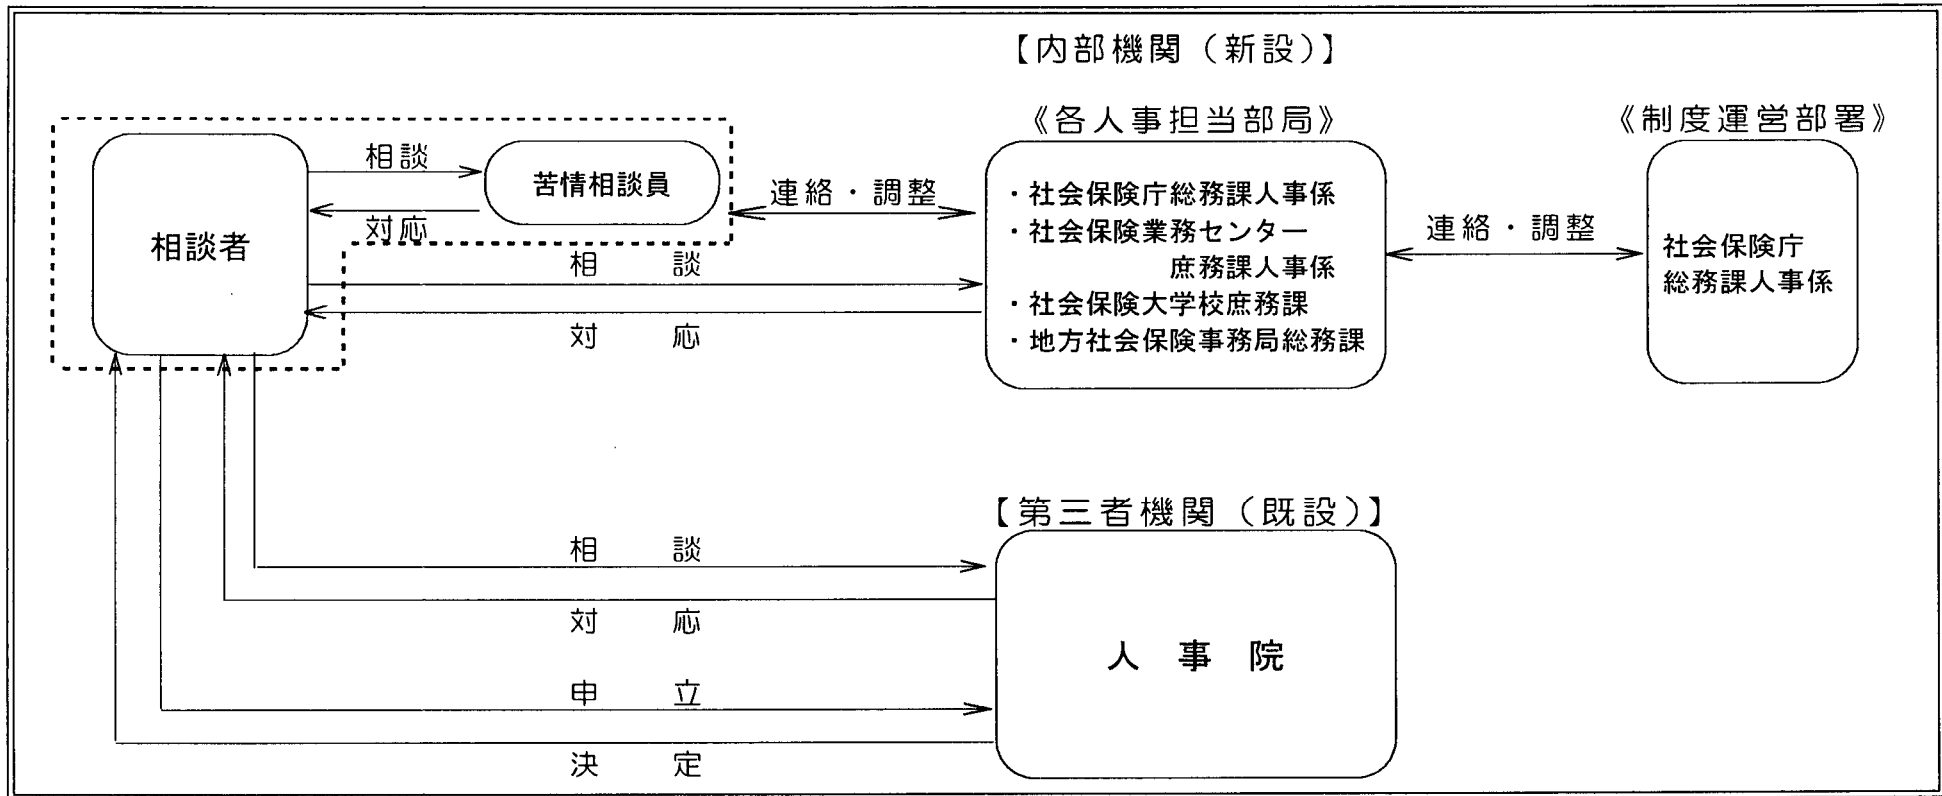 【内部機関（新設）】
《各人事担当部局》
《制度運営部署》
相談者
相談
対応
苦情相談員
連絡・調整
相　　談
対　　応
・社会保険庁総務課人事係
・社会保険業務センター
庶務課人事係
・社会保険大学校庶務課
・地方社会保険事務局総務課
連絡・調整
社会保険庁
総務課人事係
【第三者機関（既設）】
相　　談
対　　応
申　　立
決　　定
人　事　院